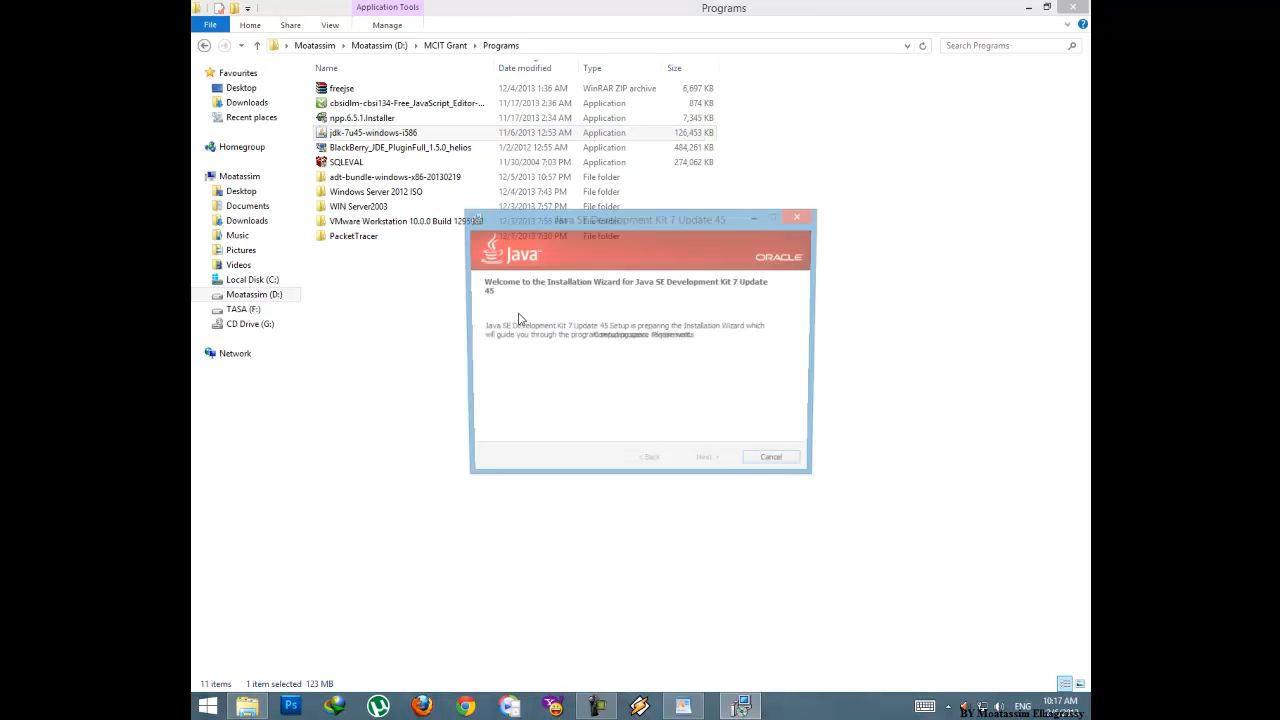 Application Tools
Programs
File
Home
Share
View
Manage
Moatassim
Moatassim (D:)
MCIT Grant
Programs
Search Programs
Name
Date modified
Type
Size
Favourites
Desktop
Downloads
Recent places
Homegroup
Moatassim
Desktop
Documents
Downloads
Music
Pictures
Videos
Local Disk (C:)
Moatassim (D:)
TASA (F:)
CD Drive (G:)
Network
freejse 12/4/2013 1:36 AM WinRAR ZIP archive 6,697 KB
cbsidlm-cbsi134-Free_JavaScript_Editor-... 11/17/2013 2:36 AM Application 874 KB
npp.6.5.1.Installer 11/17/2013 2:34 AM Application 7,345 KB
jdk-7u45-windows-i586 11/6/2013 12:53 AM Application 126,453 KB
BlackBerry_JDE_PluginFull_1.5.0_helios 1/2/2012 12:55 AM Application 484,261 KB
SQLEVAL 11/30/2004 7:03 PM Application 274,062 KB
adt-bundle-windows-x86-20130219 12/5/2013 10:57 PM File folder
Windows Server 2012 ISO 12/4/2013 7:43 PM File folder
WIN Server2003 12/3/2013 7:57 PM File folder
VMware Workstation 10.0.0 Build 12959 12/3/2013 7:56 PM File folder
PacketTracer 12/1/2013 7:30 PM File folder
Java SE Development Kit 7 Update 45
Java
ORACLE
Welcome to the Installation Wizard for Java SE Development Kit 7 Update
45
Java SE Development Kit 7 Update 45 Setup is preparing the Installation Wizard which
will guide you through the program
< Back
Next >
Cancel
11 items
1 item selected 123 MB
Ps
ENG
10:17 AM
BY Moatassim Elhagrassy